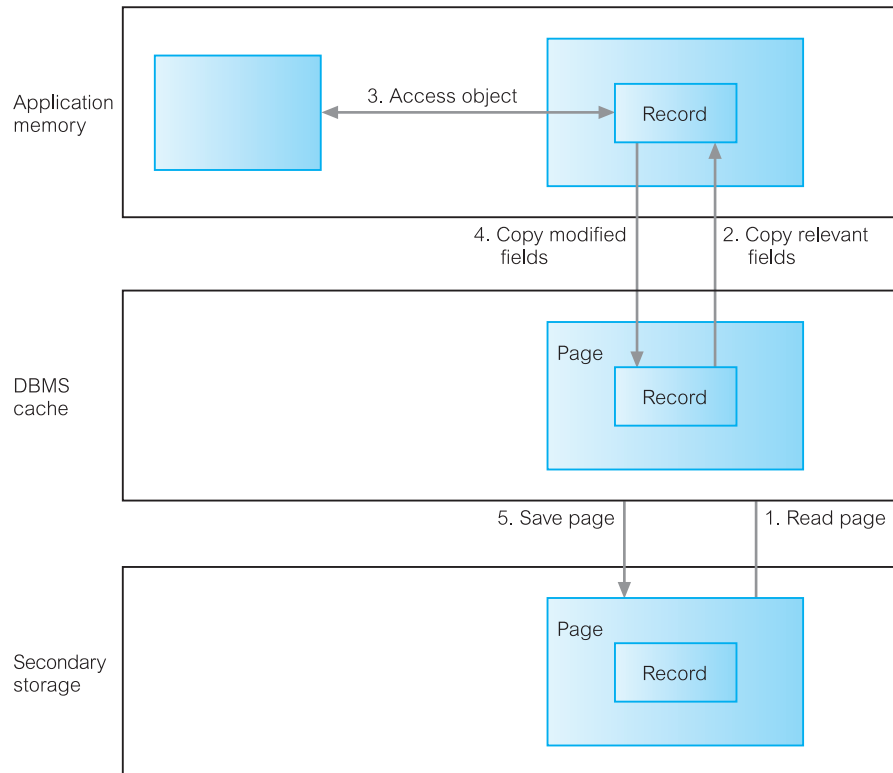 Application
memory
3. Access object
Record
4. Copy modified
fields
2. Copy relevant
fields
DBMS
cache
Page
Record
5. Save page
1. Read page
Secondary
storage
Page
Record